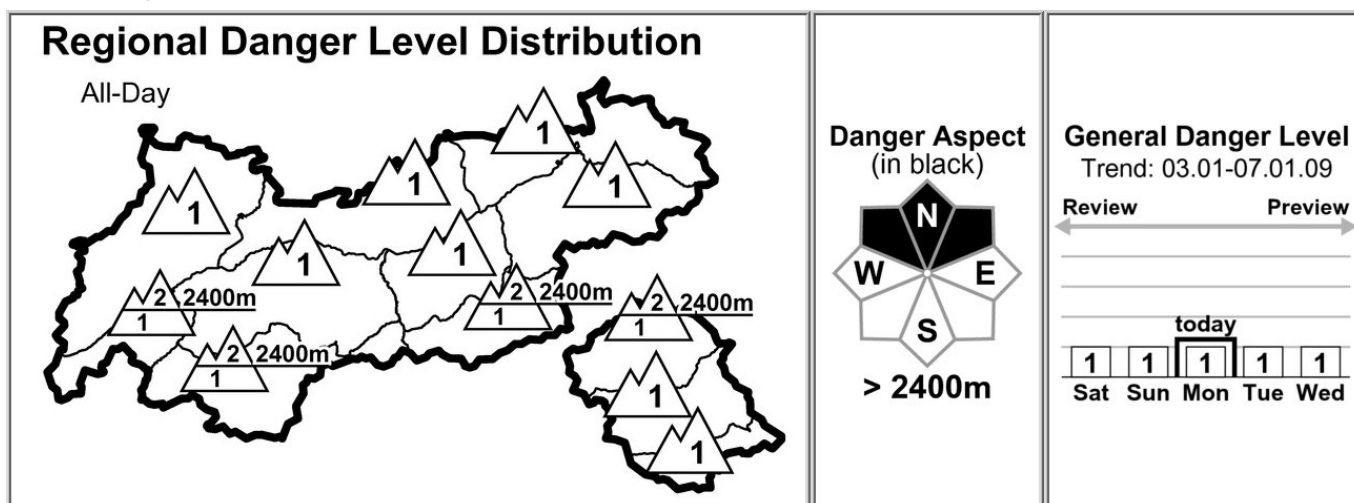 Regional Danger Level Distribution
All-Day
1
1
1
1
1
1
2 2400m
1
2 2400m
1
2 2400m
1
2 2400m
1
1
1
Danger Aspect
(in black)
N
W E
S
> 2400m
General Danger Level
Trend: 03.01-07.01.09
Review Preview
today
1 1 1 1 1
Sat Sun Mon Tue Wed